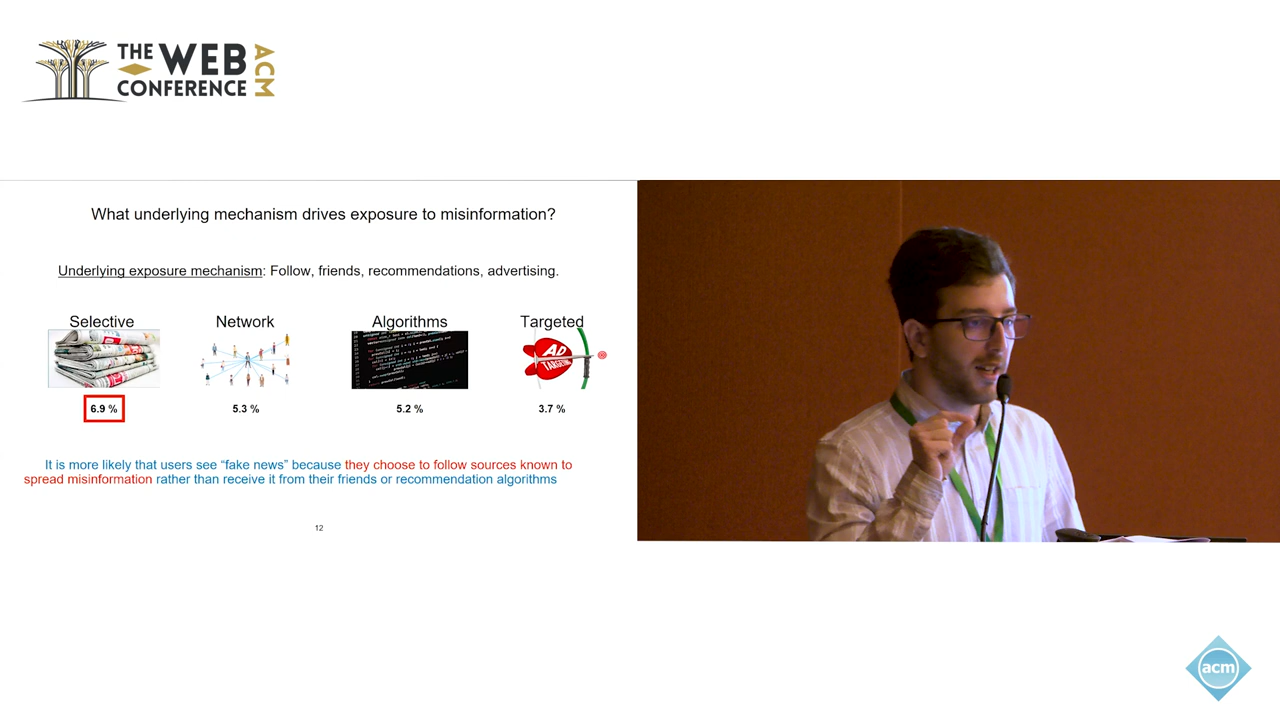 THE WEB
CONFERENCE
ACM
What underlying mechanism drives exposure to misinformation?
Underlying exposure mechanism: Follow, friends, recommendations, advertising.
Selective
Network
Algorithms
Targeted
AD
TARGETING
6.9 %
5.3 %
5.2 %
3.7 %
It is more likely that users see “fake news” because they choose to follow sources known to
spread misinformation rather than receive it from their friends or recommendation algorithms
12
acm